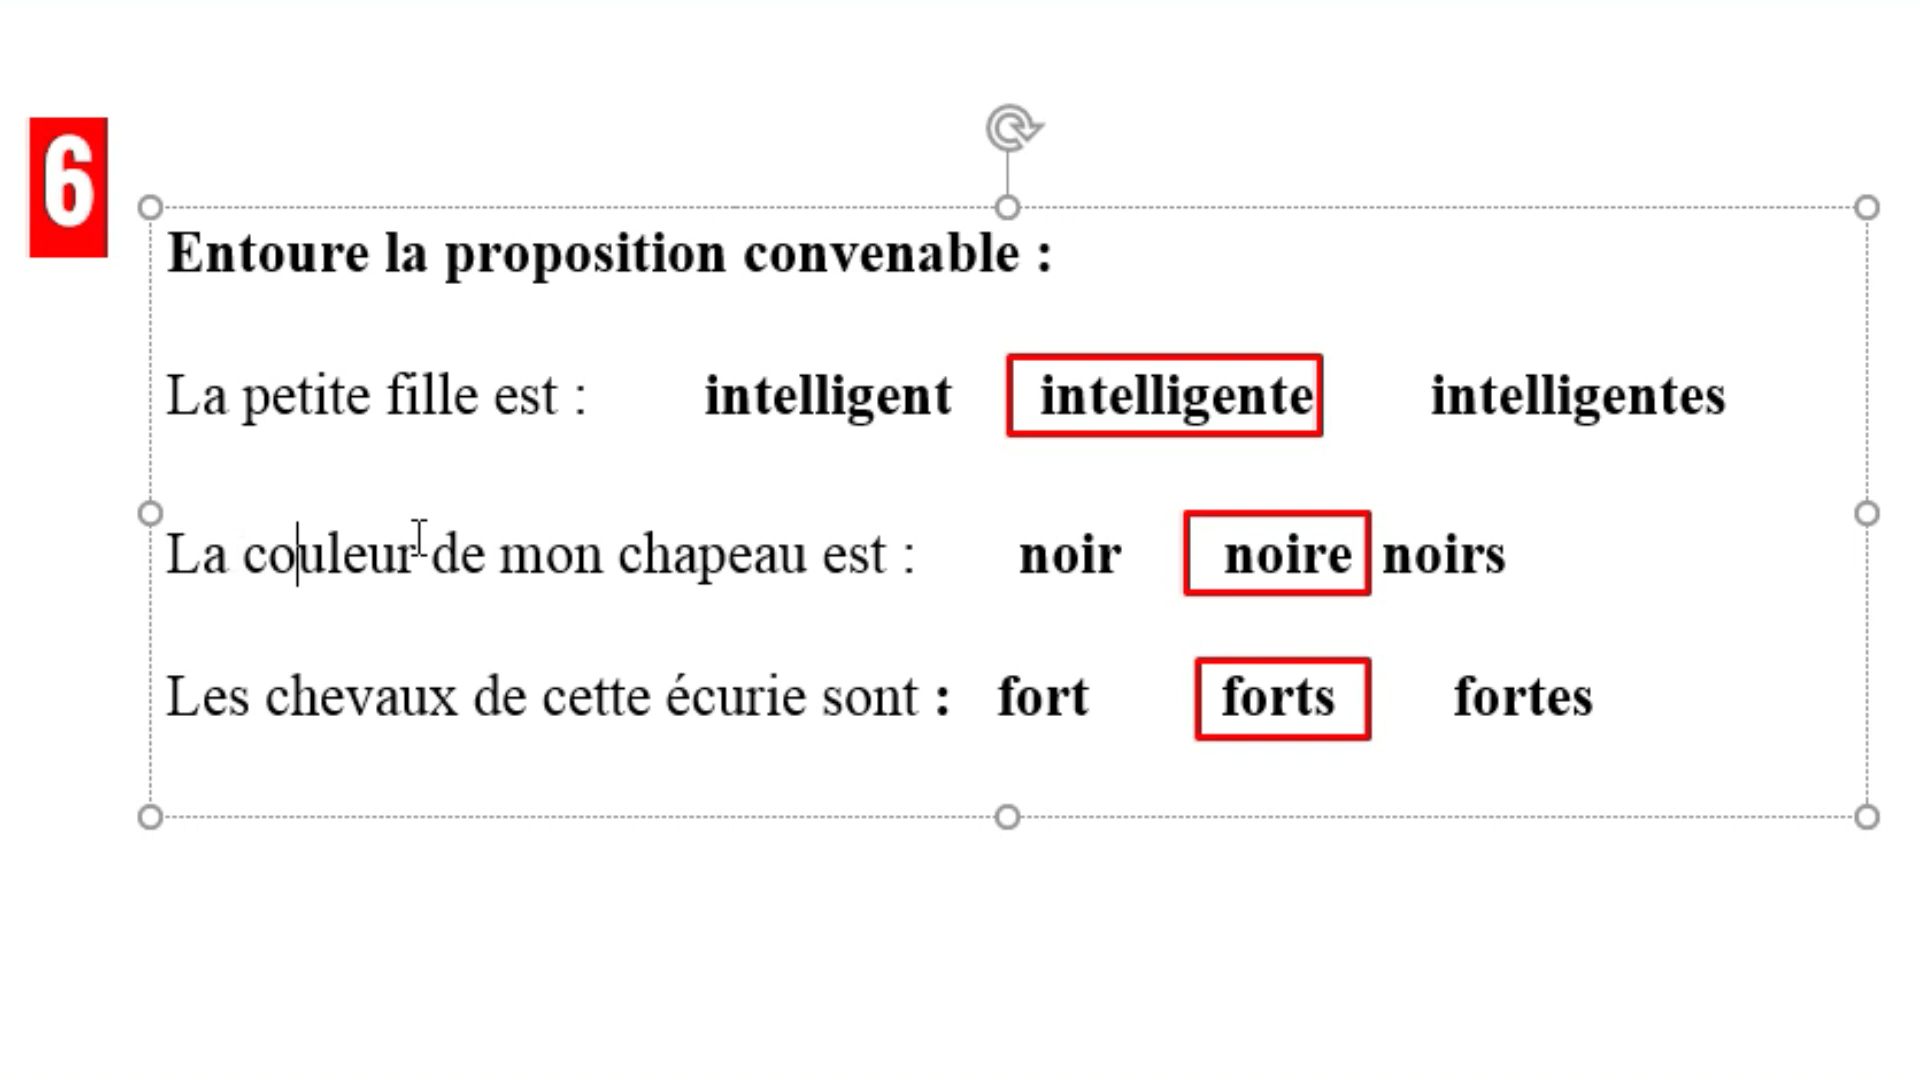 6
Entoure la proposition convenable :
La petite fille est : intelligent intelligente intelligentes
La couleur de mon chapeau est : noir noire noirs
Les chevaux de cette écurie sont : fort forts fortes